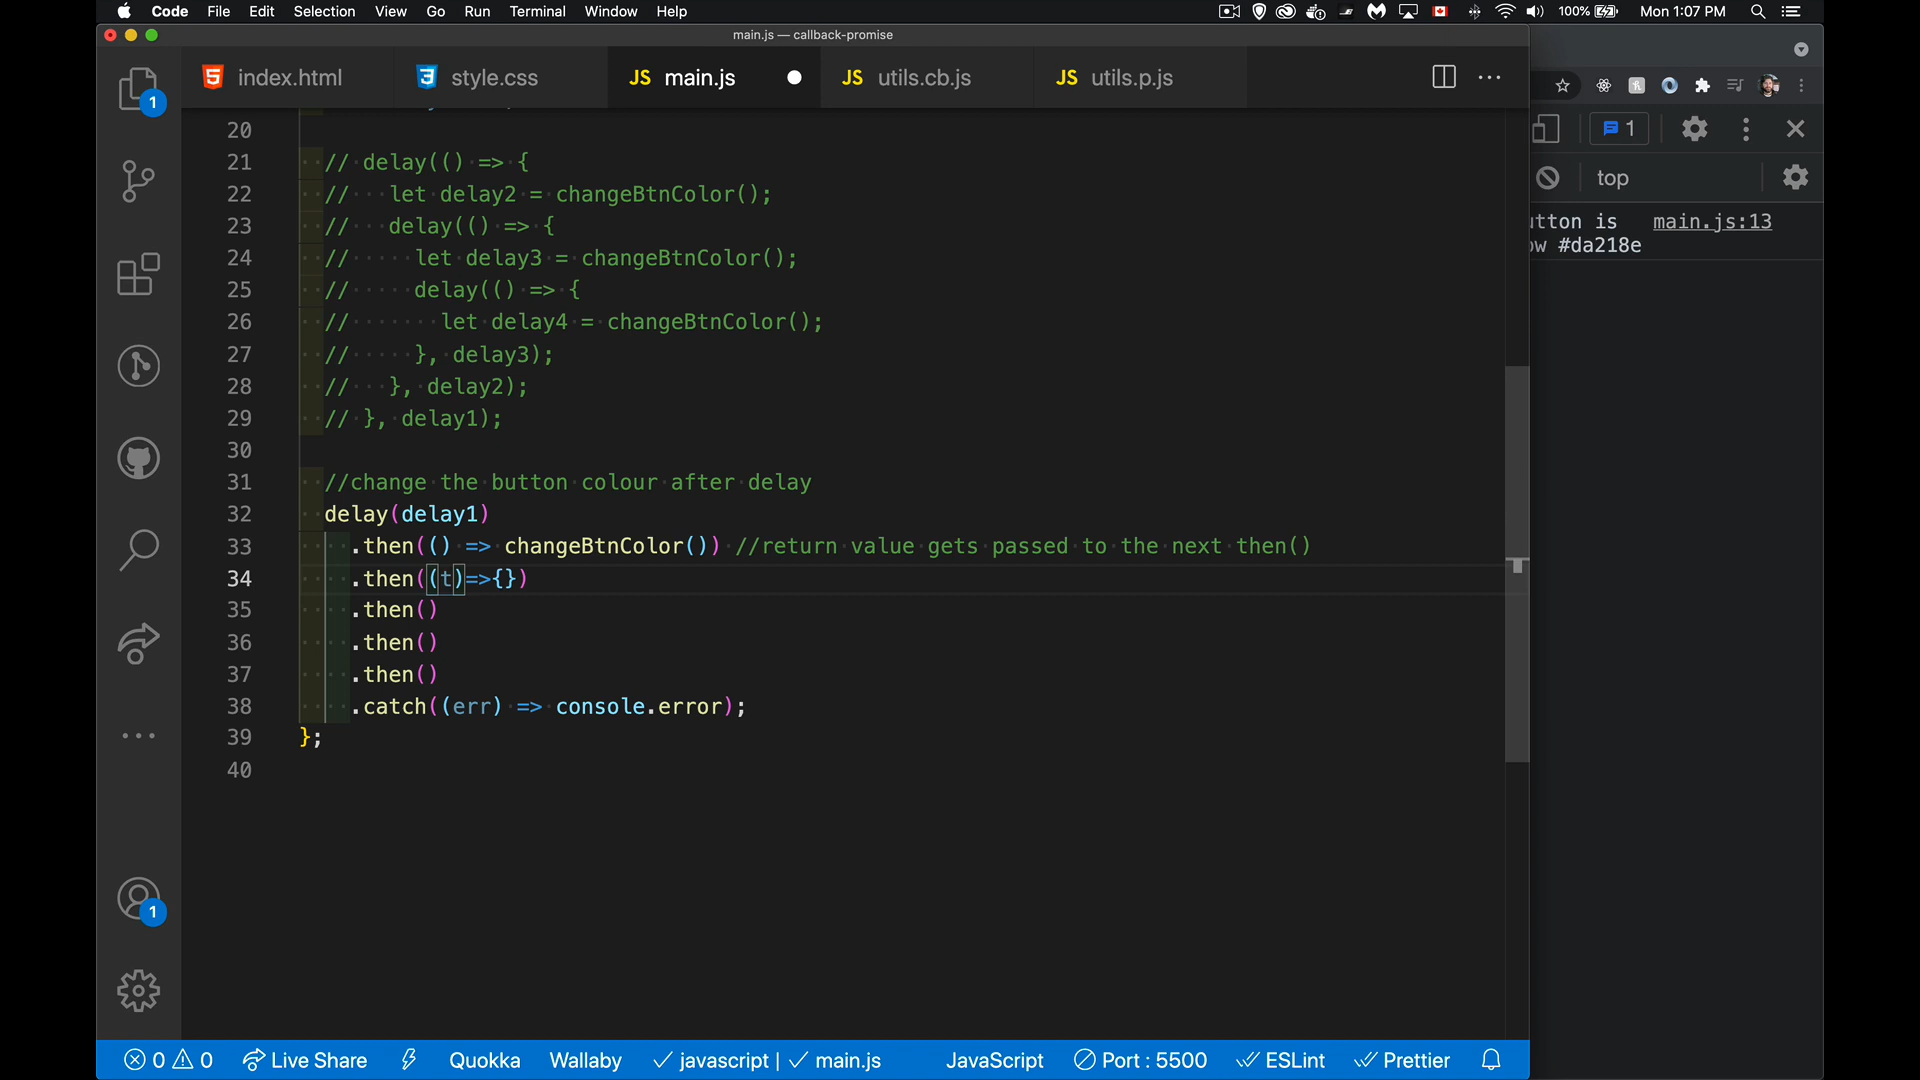 Code File Edit Selection View Go Run Terminal Window Help 100% Mon 1:07 PM
main.js — callback-promise
index.html style.css JS main.js JS utils.cb.js JS utils.p.js
1
1
top
utton is main.js:13
ow #da218e
20
21 // delay(() => {
22 // let delay2 = changeBtnColor();
23 // delay(() => {
24 // let delay3 = changeBtnColor();
25 // delay(() => {
26 // let delay4 = changeBtnColor();
27 // }, delay3);
28 // }, delay2);
29 // }, delay1);
30
31 //change the button colour after delay
32 delay(delay1)
33 .then(() => changeBtnColor()) //return value gets passed to the next then()
34 .then((t)=>{})
35 .then()
36 .then()
37 .then()
38 .catch((err) => console.error);
39 };
40
1
0 0 Live Share Quokka Wallaby javascript | main.js JavaScript Port : 5500 ESLint Prettier